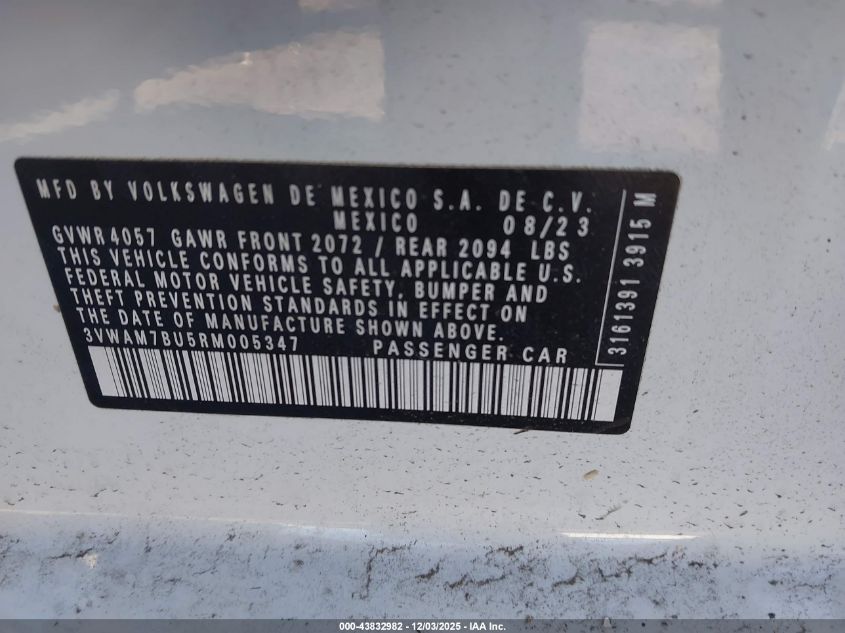 MFD BY VOLKSWAGEN DE MEXICO S.A. DE C.V.
MEXICO 08/23
GVWR 4057 GAWR FRONT 2072 / REAR 2094 LBS
THIS VEHICLE CONFORMS TO ALL APPLICABLE U.S.
FEDERAL MOTOR VEHICLE SAFETY, BUMPER AND
THEFT PREVENTION STANDARDS IN EFFECT ON
THE DATE OF MANUFACTURE SHOWN ABOVE.
3VWAM7BU5RM005347 PASSENGER CAR
3161391 3915 M
000-43832982 - 12/03/2025 - IAA Inc.